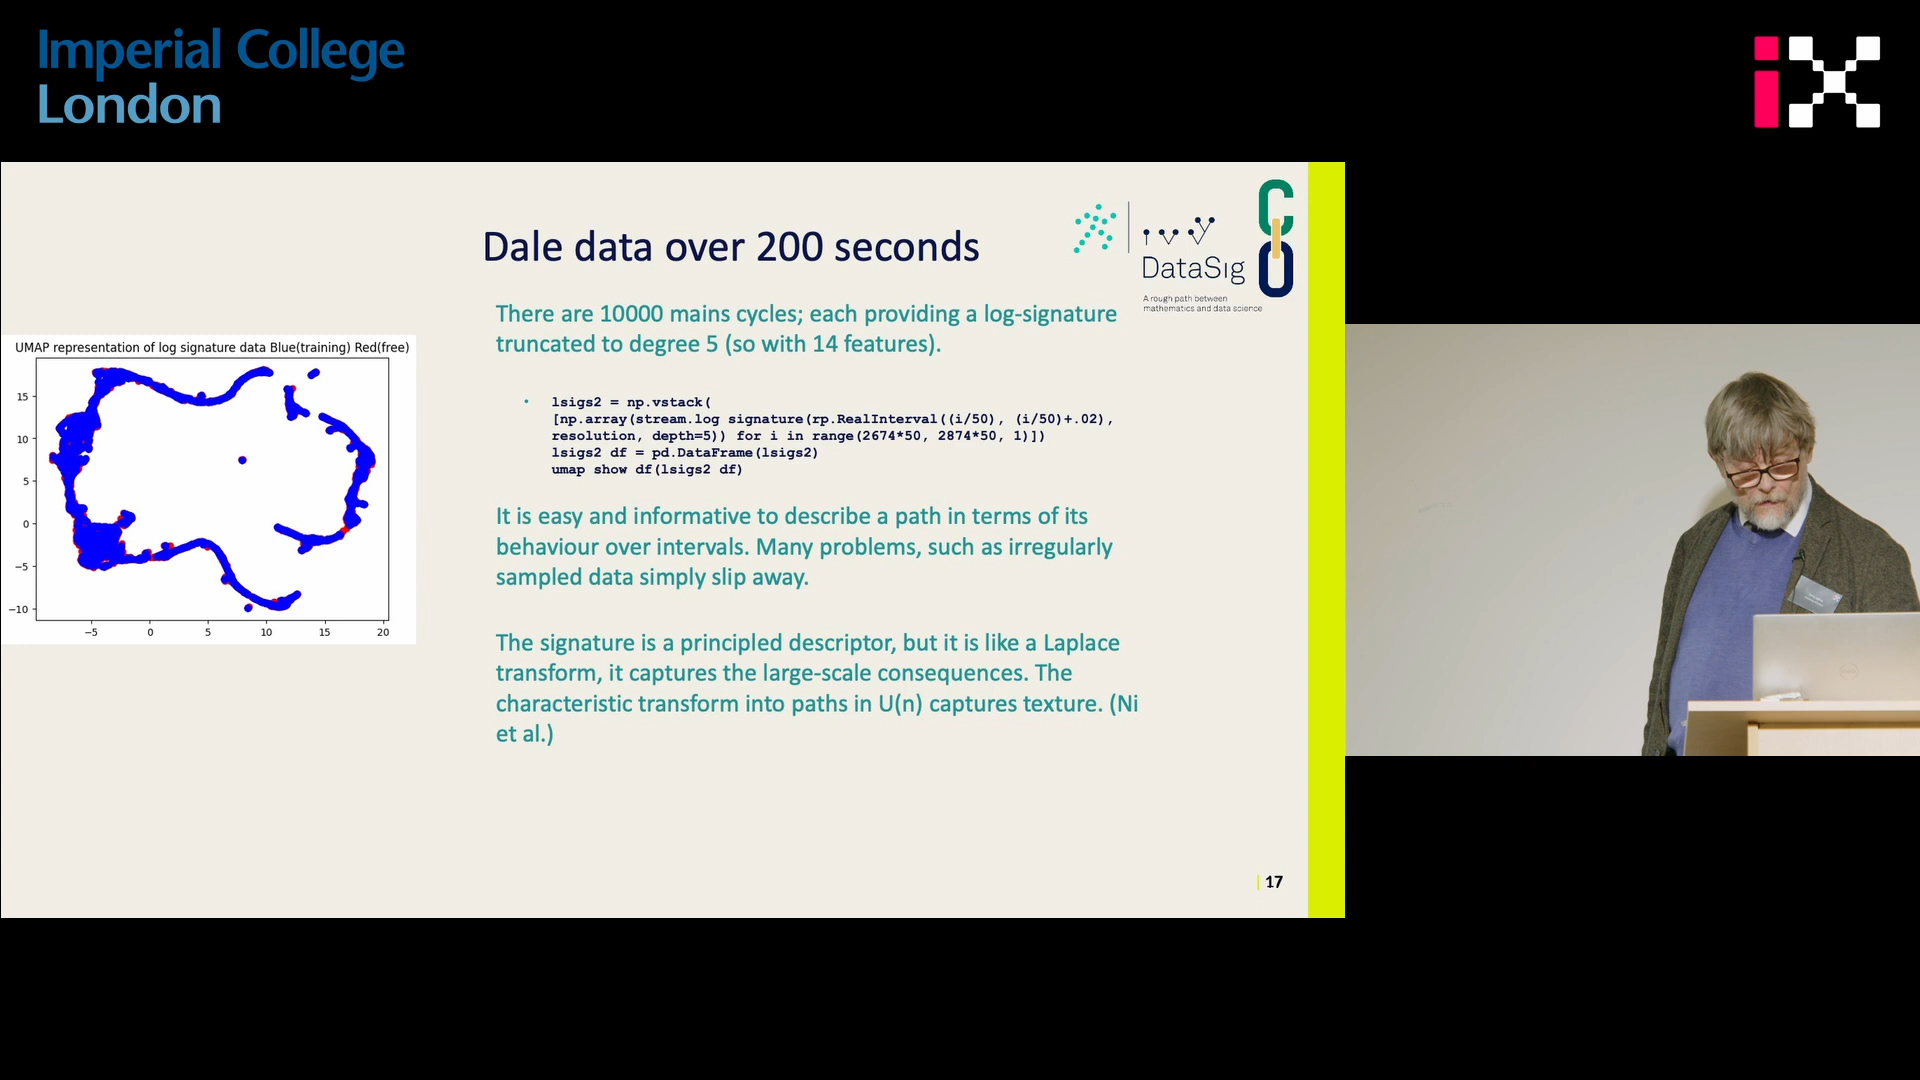 Imperial College
London
iX
Dale data over 200 seconds
DataSig
A rough path between
mathematics and data science
There are 10000 mains cycles; each providing a log-signature
truncated to degree 5 (so with 14 features).
• lsigs2 = np.vstack(
[np.array(stream.log signature(rp.RealInterval((i/50), (i/50)+.02),
resolution, depth=5)) for i in range(2674*50, 2874*50, 1)])
lsigs2 df = pd.DataFrame(lsigs2)
umap show df(lsigs2 df)
It is easy and informative to describe a path in terms of its
behaviour over intervals. Many problems, such as irregularly
sampled data simply slip away.
The signature is a principled descriptor, but it is like a Laplace
transform, it captures the large-scale consequences. The
characteristic transform into paths in U(n) captures texture. (Ni
et al.)
UMAP representation of log signature data Blue(training) Red(free)
15
10
5
0
−5
−10
−5 0 5 10 15 20
| 17